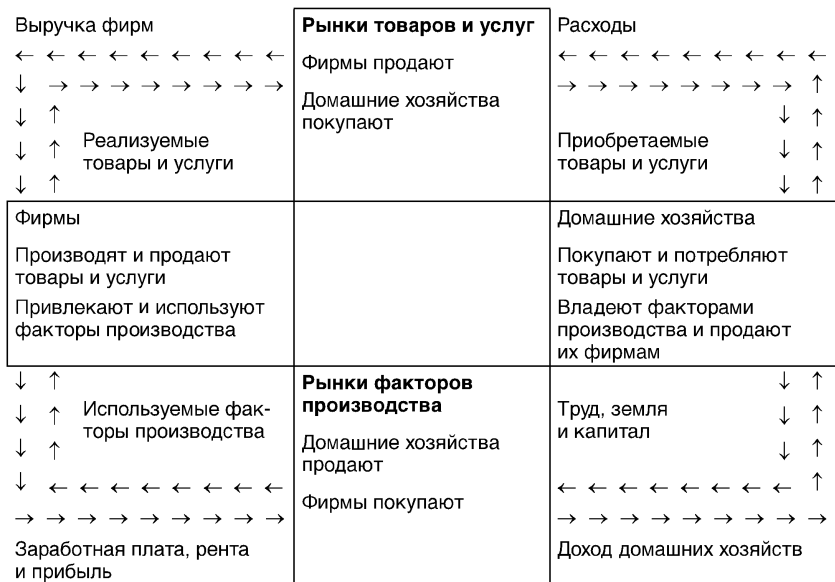 Выручка фирм
Рынки товаров и услуг
Расходы
← ← ← ← ← ← ← ← ←
← ← ← ← ← ← ← ← ←
Фирмы продают
↓ → → → → → → → →
→ → → → → → → → ↑
Домашние хозяйства
покупают
↓ ↑
↓ ↑
Реализуемые
товары и услуги
Приобретаемые
товары и услуги
↓ ↑
↓ ↑
↓ ↑
↓ ↑
Фирмы
Производят и продают
товары и услуги
Привлекают и используют
факторы производства
Домашние хозяйства
Покупают и потребляют
товары и услуги
Владеют факторами
производства и продают
их фирмам
↓ ↑
↓ ↑
Используемые фак-
торы производства
Рынки факторов
производства
Домашние хозяйства
продают
Фирмы покупают
Труд, земля
и капитал
↓ ↑
↓ ↑
↓ ↑
↓ ↑
↓ ← ← ← ← ← ← ← ←
← ← ← ← ← ← ← ← ↑
→ → → → → → → → →
→ → → → → → → → →
Заработная плата, рента
и прибыль
Доход домашних хозяйств